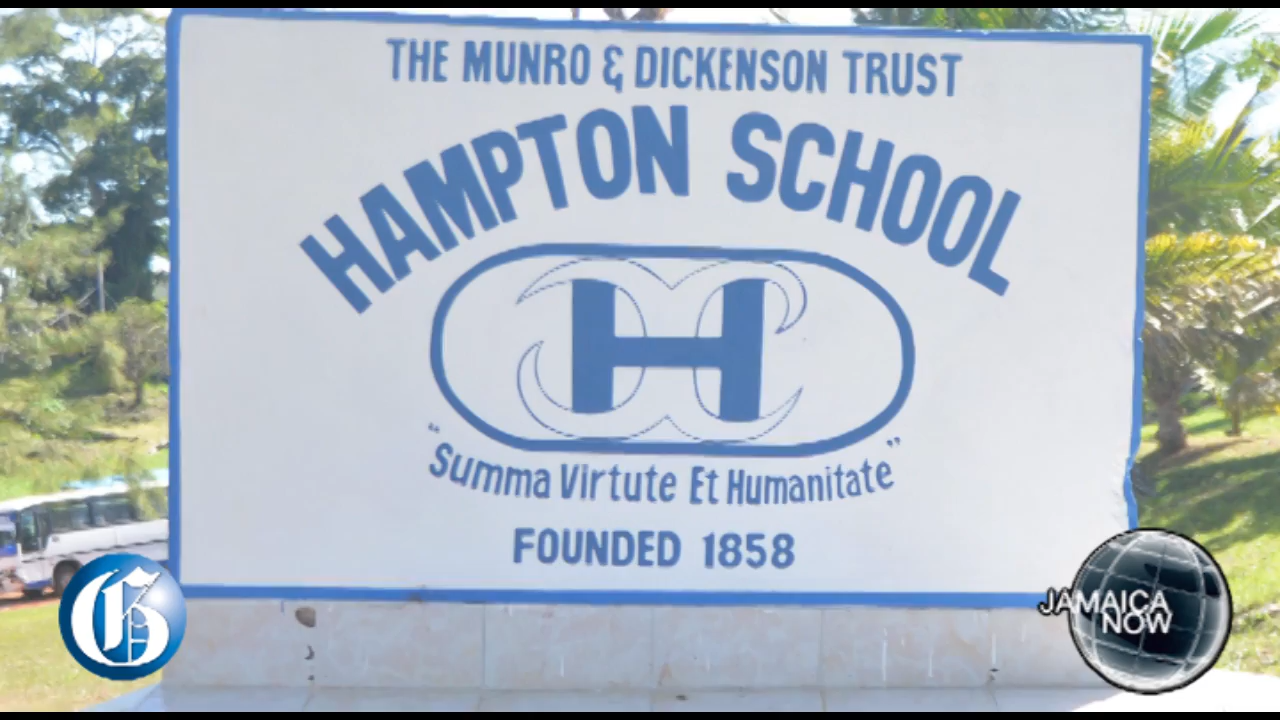 THE MUNRO & DICKENSON TRUST
HAMPTON SCHOOL
H
"Summa Virtute Et Humanitate"
FOUNDED 1858
G
JAMAICA
NOW